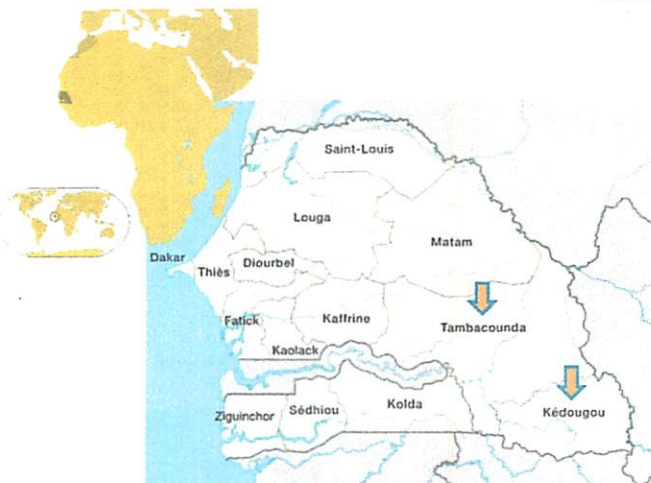 Saint-Louis
Louga
Matam
Dakar
Thiès
Diourbel
Fatick
Kaffrine
Tambacounda
Kaolack
Ziguinchor
Sédhiou
Kolda
Kédougou